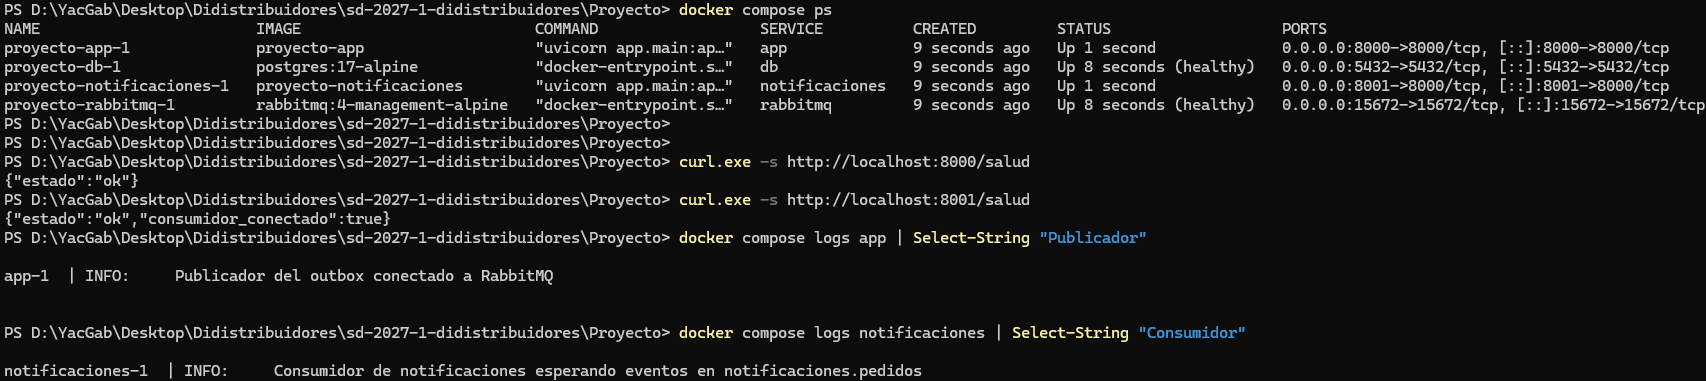 PS D:\YacGab\Desktop\Didistribuidores\sd-2027-1-didistribuidores\Proyecto> docker compose ps
NAME IMAGE COMMAND SERVICE CREATED STATUS PORTS
proyecto-app-1 proyecto-app "uvicorn app.main:ap…" app 9 seconds ago Up 1 second 0.0.0.0:8000->8000/tcp, [::]:8000->8000/tcp
proyecto-db-1 postgres:17-alpine "docker-entrypoint.s…" db 9 seconds ago Up 8 seconds (healthy) 0.0.0.0:5432->5432/tcp, [::]:5432->5432/tcp
proyecto-notificaciones-1 proyecto-notificaciones "uvicorn app.main:ap…" notificaciones 9 seconds ago Up 1 second 0.0.0.0:8001->8001/tcp, [::]:8001->8001/tcp
proyecto-rabbitmq-1 rabbitmq:4-management-alpine "docker-entrypoint.s…" rabbitmq 9 seconds ago Up 8 seconds (healthy) 0.0.0.0:15672->15672/tcp, [::]:15672->15672/tcp
PS D:\YacGab\Desktop\Didistribuidores\sd-2027-1-didistribuidores\Proyecto>
PS D:\YacGab\Desktop\Didistribuidores\sd-2027-1-didistribuidores\Proyecto>
PS D:\YacGab\Desktop\Didistribuidores\sd-2027-1-didistribuidores\Proyecto> curl.exe -s http://localhost:8000/salud
{"estado":"ok"}
PS D:\YacGab\Desktop\Didistribuidores\sd-2027-1-didistribuidores\Proyecto> curl.exe -s http://localhost:8001/salud
{"estado":"ok","consumidor_conectado":true}
PS D:\YacGab\Desktop\Didistribuidores\sd-2027-1-didistribuidores\Proyecto> docker compose logs app | Select-String "Publicador"
app-1 | INFO: Publicador del outbox conectado a RabbitMQ
PS D:\YacGab\Desktop\Didistribuidores\sd-2027-1-didistribuidores\Proyecto> docker compose logs notificaciones | Select-String "Consumidor"
notificaciones-1 | INFO: Consumidor de notificaciones esperando eventos en notificaciones.pedidos